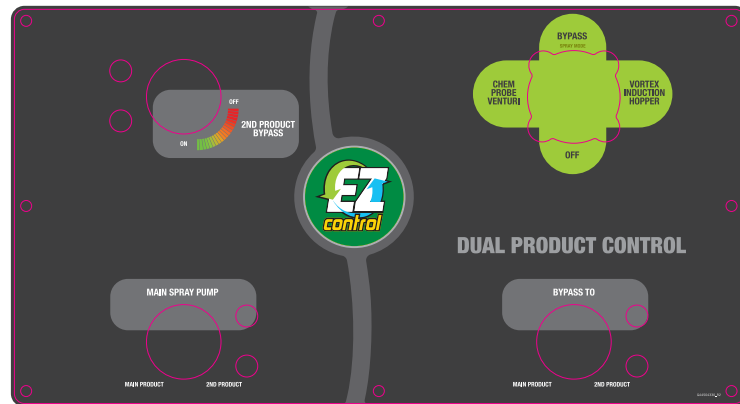 BYPASS
SPRAY MODE
CHEM
PROBE
VENTURI
VORTEX
INDUCTION
HOPPER
OFF
OFF
2ND PRODUCT
BYPASS
ON
EZ
control
DUAL PRODUCT CONTROL
MAIN SPRAY PUMP
BYPASS TO
MAIN PRODUCT
2ND PRODUCT
MAIN PRODUCT
2ND PRODUCT